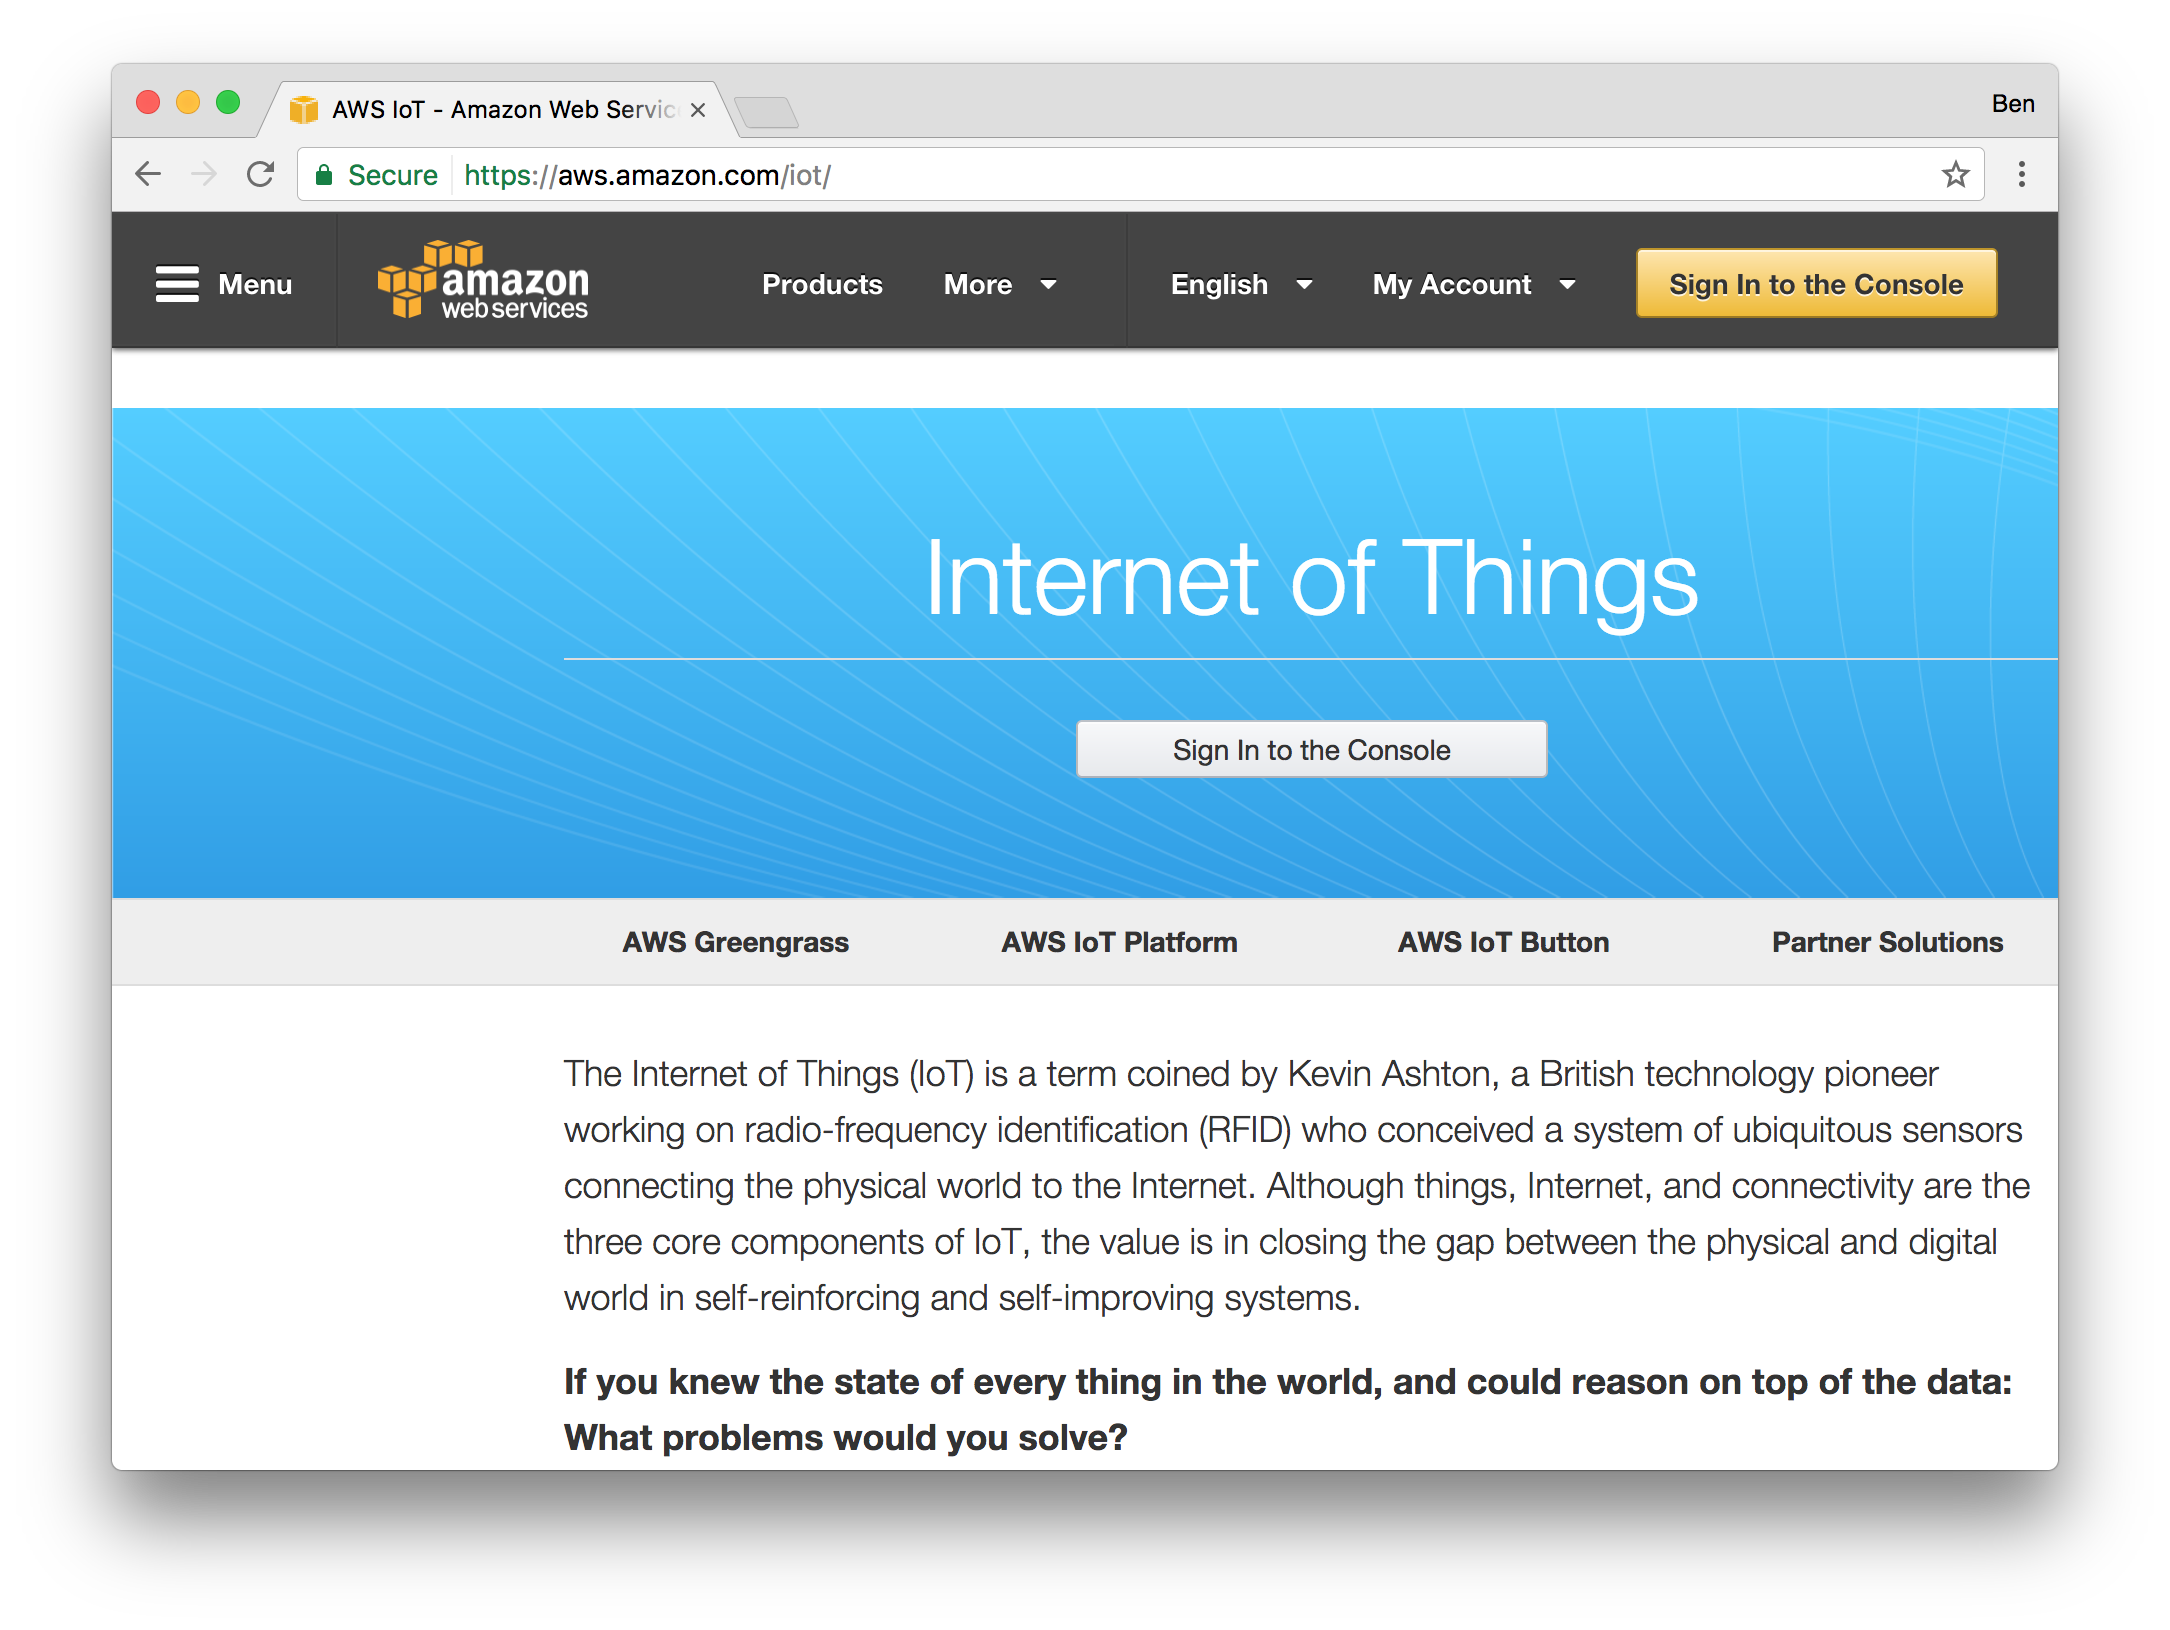 AWS IoT - Amazon Web Servic
Ben
Secure https://aws.amazon.com/iot/
Menu
amazon
webservices
Products More English My Account Sign In to the Console
Internet of Things
Sign In to the Console
AWS Greengrass AWS IoT Platform AWS IoT Button Partner Solutions
The Internet of Things (IoT) is a term coined by Kevin Ashton, a British technology pioneer
working on radio-frequency identification (RFID) who conceived a system of ubiquitous sensors
connecting the physical world to the Internet. Although things, Internet, and connectivity are the
three core components of IoT, the value is in closing the gap between the physical and digital
world in self-reinforcing and self-improving systems.
If you knew the state of every thing in the world, and could reason on top of the data:
What problems would you solve?